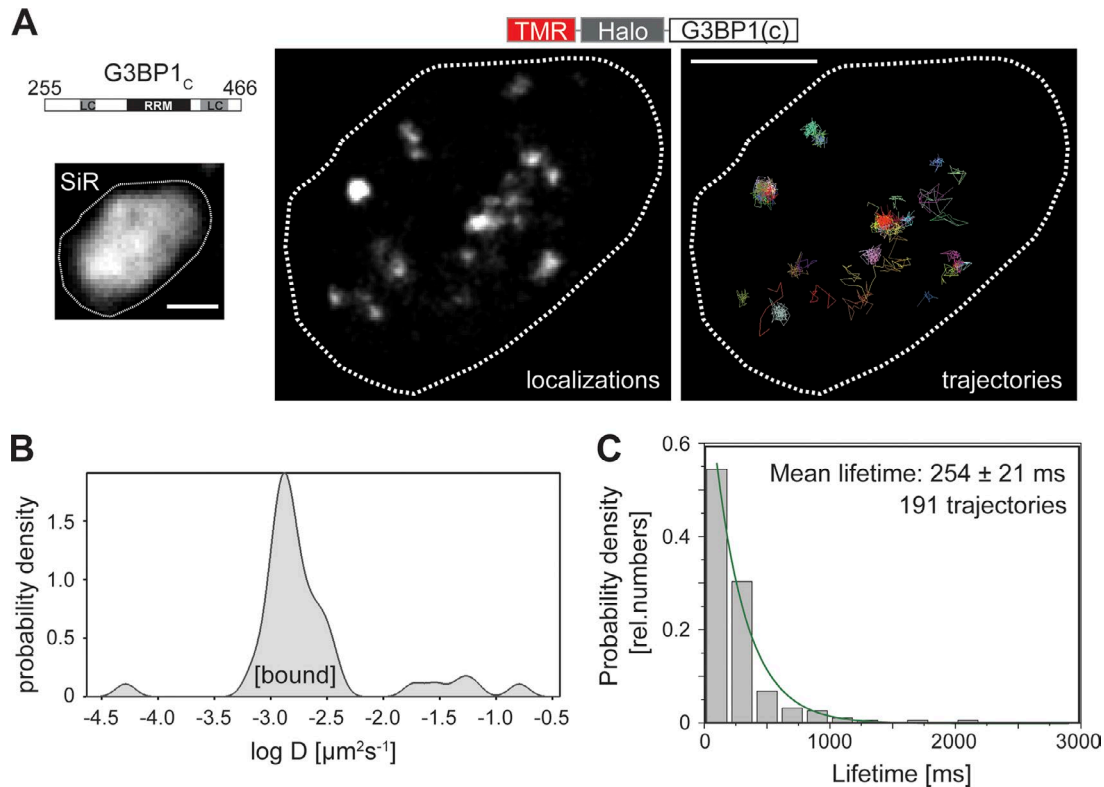 A
TMR Halo G3BP1(c)
G3BP1C
255 466
LC RRM LC
SiR
localizations
trajectories
B
probability density
1.5
1.0
0.5
0
[bound]
-4.5 -4.0 -3.5 -3.0 -2.5 -2.0 -1.5 -1.0 -0.5
log D [µm²s⁻¹]
C
Probability density
[rel.numbers]
0.6
0.4
0.2
0
Mean lifetime: 254 ± 21 ms
191 trajectories
0 1000 2000 3000
Lifetime [ms]